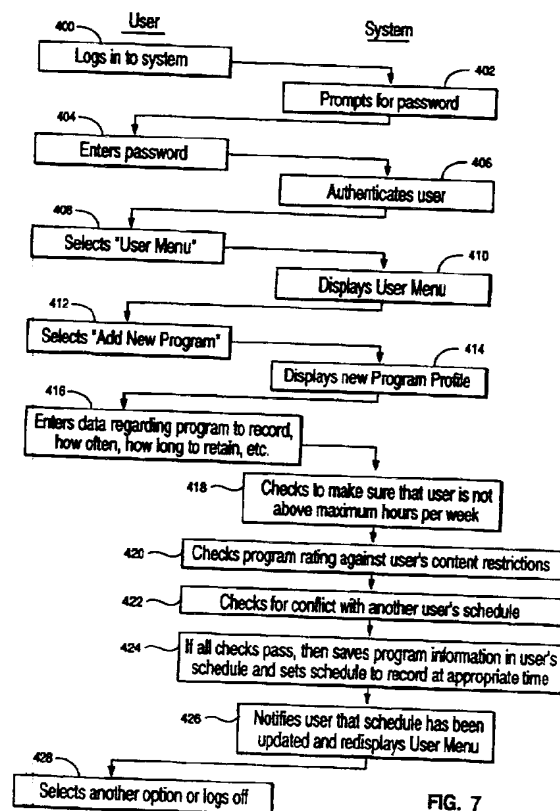 User
System
400
Logs in to system
402
Prompts for password
404
Enters password
406
Authenticates user
408
Selects "User Menu"
410
Displays User Menu
412
Selects "Add New Program"
414
Displays new Program Profile
416
Enters data regarding program to record,
how often, how long to retain, etc.
418
Checks to make sure that user is not
above maximum hours per week
420
Checks program rating against user's content restrictions
422
Checks for conflict with another user's schedule
424
If all checks pass, then saves program information in user's
schedule and sets schedule to record at appropriate time
426
Notifies user that schedule has been
updated and redisplays User Menu
428
Selects another option or logs off
FIG. 7